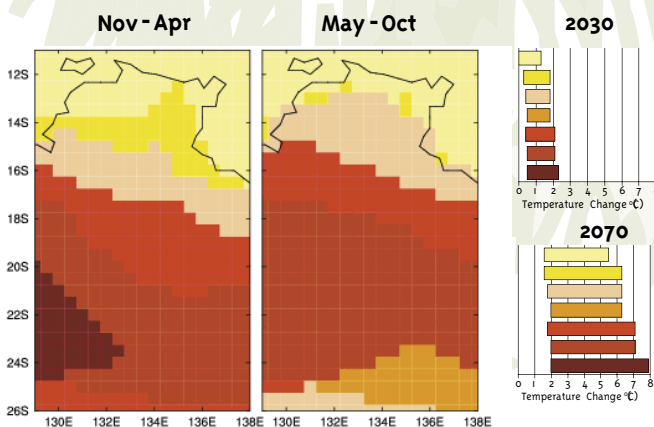 Nov - Apr
May - Oct
2030
12S
14S
16S
18S
20S
22S
24S
26S
130E 132E 134E 136E 138E
130E 132E 134E 136E 138E
0 1 2 3 4 5 6 7
Temperature Change °C)
2070
0 1 2 3 4 5 6 7 8
Temperature Change °C)